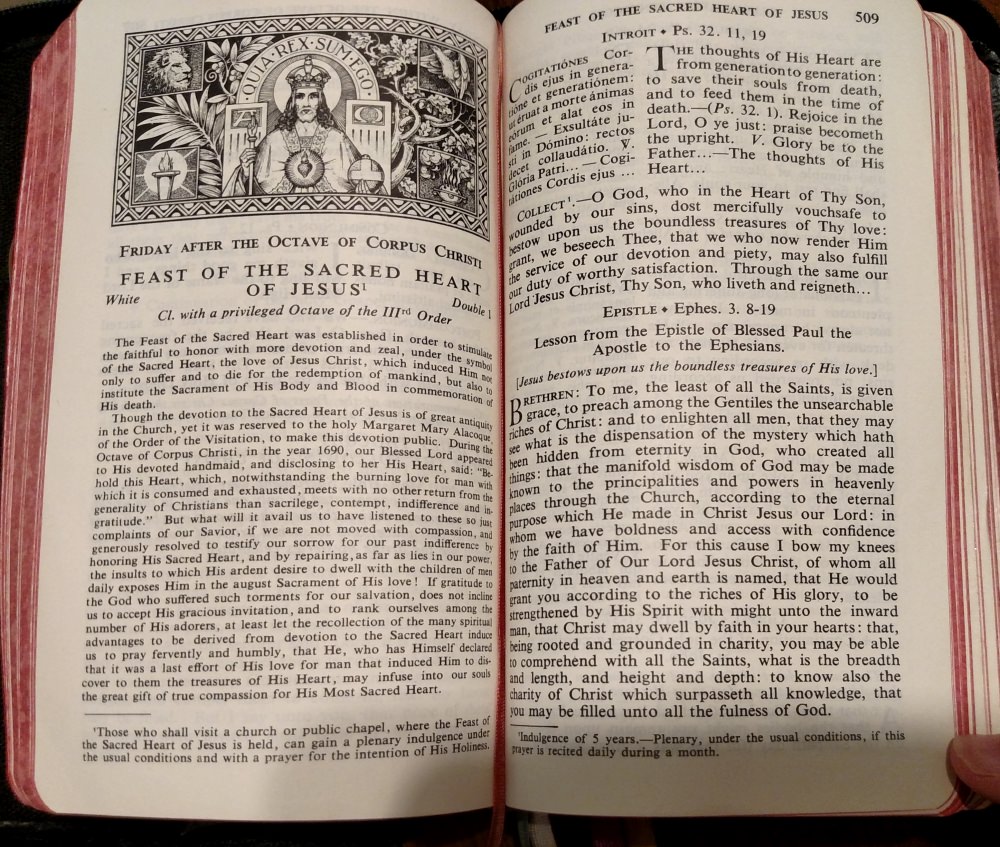 ·QUIA·REX·SUM·EGO·
FRIDAY AFTER THE OCTAVE OF CORPUS CHRISTI
FEAST OF THE SACRED HEART
OF JESUS¹
White
Double 1
Cl. with a privileged Octave of the IIIrd Order
The Feast of the Sacred Heart was established in order to stimulate
the faithful to honor with more devotion and zeal, under the symbol
of the Sacred Heart, the love of Jesus Christ, which induced Him not
only to suffer and to die for the redemption of mankind, but also to
institute the Sacrament of His Body and Blood in commemoration of
His death.
Though the devotion to the Sacred Heart of Jesus is of great antiquity
in the Church, yet it was reserved to the holy Margaret Mary Alacoque,
of the Order of the Visitation, to make this devotion public. During the
Octave of Corpus Christi, in the year 1690, our Blessed Lord appeared
to His devoted handmaid, and disclosing to her His Heart, said: "Be-
hold this Heart, which, notwithstanding the burning love for man with
which it is consumed and exhausted, meets with no other return from the
generality of Christians than sacrilege, contempt, indifference and in-
gratitude." But what will it avail us to have listened to these so just
complaints of our Savior, if we are not moved with compassion, and
generously resolved to testify our sorrow for our past indifference by
honoring His Sacred Heart, and by repairing, as far as lies in our power,
the insults to which His ardent desire to dwell with the children of men
daily exposes Him in the august Sacrament of His love! If gratitude to
the God who suffered such torments for our salvation, does not incline
us to accept His gracious invitation, and to rank ourselves among the
number of His adorers, at least let the recollection of the many spiritual
advantages to be derived from devotion to the Sacred Heart induce
us to pray fervently and humbly, that He, who has Himself declared
that it was a last effort of His love for man that induced Him to dis-
cover to them the treasures of His Heart, may infuse into our souls
the great gift of true compassion for His Most Sacred Heart.
¹Those who shall visit a church or public chapel, where the Feast of
the Sacred Heart of Jesus is held, can gain a plenary indulgence under
the usual conditions and with a prayer for the intention of His Holiness.
FEAST OF THE SACRED HEART OF JESUS 509
INTROIT ♦ Ps. 32. 11, 19
COGITATIÓNES Cor-
dis ejus in genera-
tióne et generatiónem:
ut éruat a morte ánimas
eórum et alat eos in
fame. — Exsultáte ju-
sti in Dómino: rectos
decet collaudátio. ℣.
Glória Patri... — Cogi-
tatiónes Cordis ejus ...
THE thoughts of His Heart are
from generation to generation:
to save their souls from death,
and to feed them in the time of
death.—(Ps. 32. 1). Rejoice in the
Lord, O ye just: praise becometh
the upright. V. Glory be to the
Father...—The thoughts of His
Heart...
COLLECT¹.—O God, who in the Heart of Thy Son,
wounded by our sins, dost mercifully vouchsafe to
bestow upon us the boundless treasures of Thy love:
grant, we beseech Thee, that we who now render Him
the service of our devotion and piety, may also fulfill
our duty of worthy satisfaction. Through the same our
Lord Jesus Christ, Thy Son, who liveth and reigneth...
EPISTLE ♦ Ephes. 3. 8-19
Lesson from the Epistle of Blessed Paul the
Apostle to the Ephesians.
[Jesus bestows upon us the boundless treasures of His love.]
BRETHREN: To me, the least of all the Saints, is given
grace, to preach among the Gentiles the unsearchable
riches of Christ: and to enlighten all men, that they may
see what is the dispensation of the mystery which hath
been hidden from eternity in God, who created all
things: that the manifold wisdom of God may be made
known to the principalities and powers in heavenly
places through the Church, according to the eternal
purpose which He made in Christ Jesus our Lord: in
whom we have boldness and access with confidence
by the faith of Him. For this cause I bow my knees
to the Father of Our Lord Jesus Christ, of whom all
paternity in heaven and earth is named, that He would
grant you according to the riches of His glory, to be
strengthened by His Spirit with might unto the inward
man, that Christ may dwell by faith in your hearts: that,
being rooted and grounded in charity, you may be able
to comprehend with all the Saints, what is the breadth
and length, and height and depth: to know also the
charity of Christ which surpasseth all knowledge, that
you may be filled unto all the fulness of God.
¹Indulgence of 5 years.—Plenary, under the usual conditions, if this
prayer is recited daily during a month.